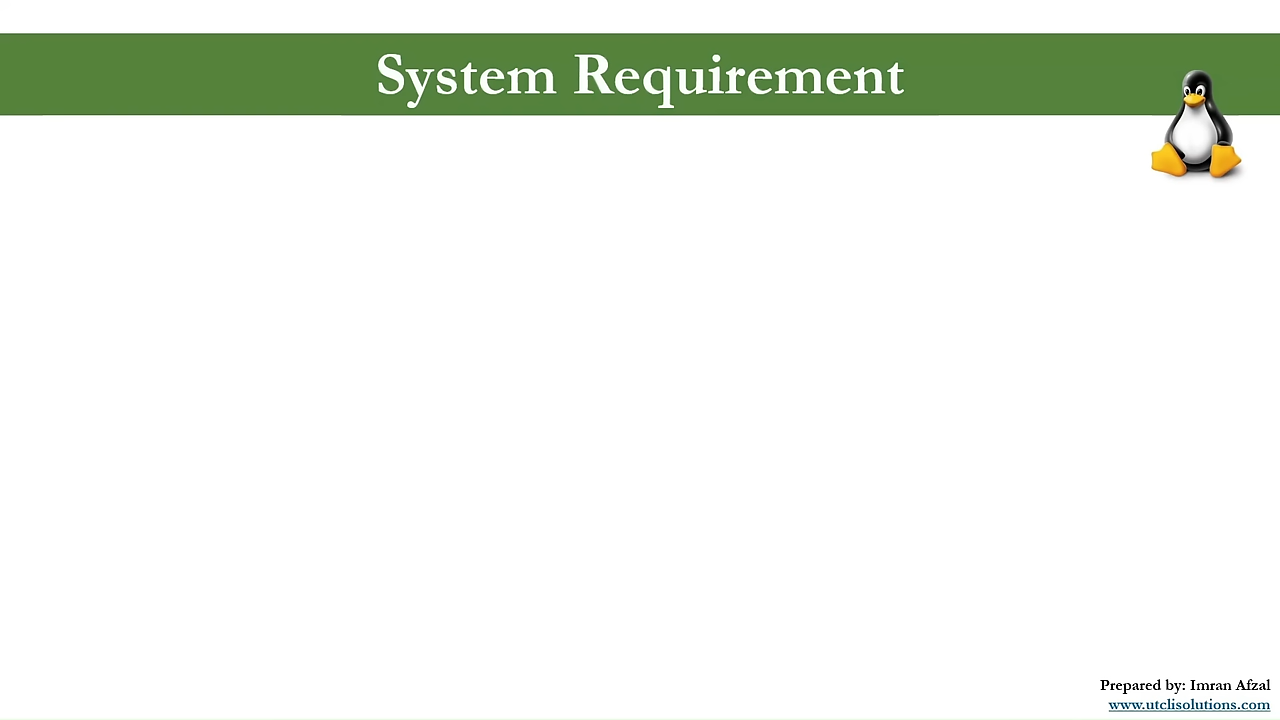 System Requirement
Prepared by: Imran Afzal
www.utclisolutions.com